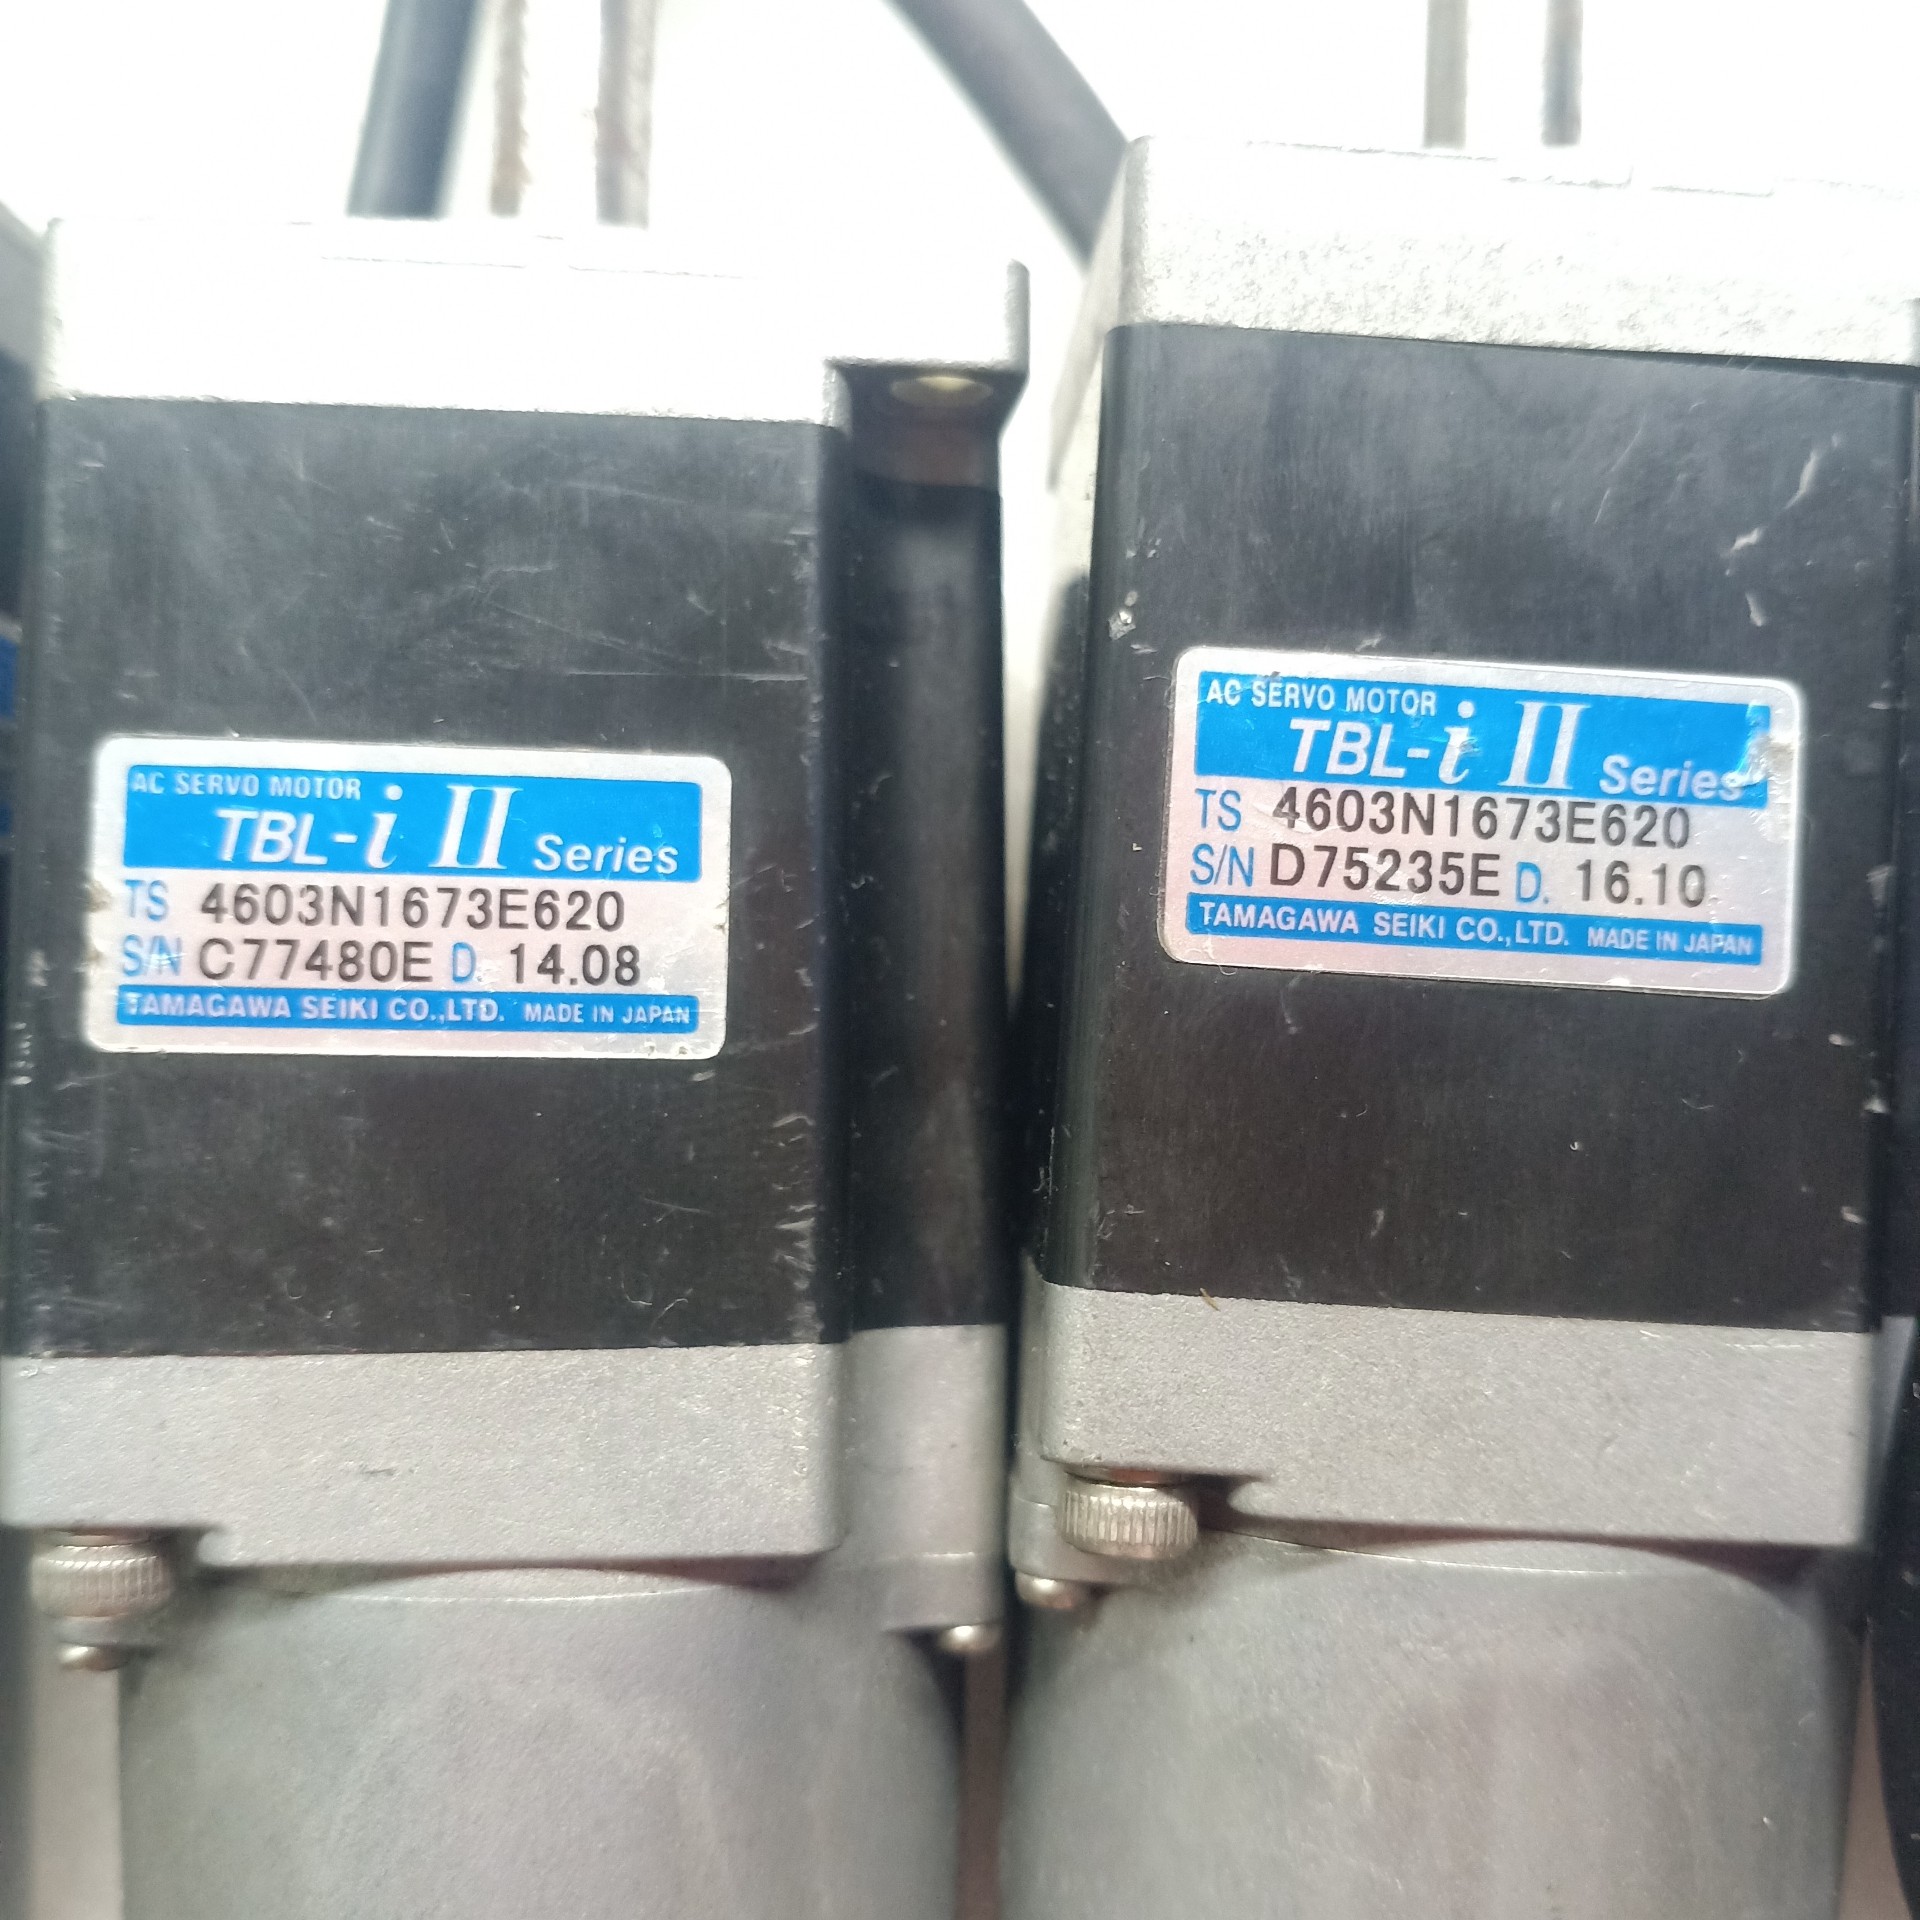 AC SERVO MOTOR
TBL-i II Series
TS 4603N1673E620
S/N C77480E D. 14.08
TAMAGAWA SEIKI CO.,LTD. MADE IN JAPAN
AC SERVO MOTOR
TBL-i II Series
TS 4603N1673E620
S/N D75235E D. 16.10
TAMAGAWA SEIKI CO.,LTD. MADE IN JAPAN